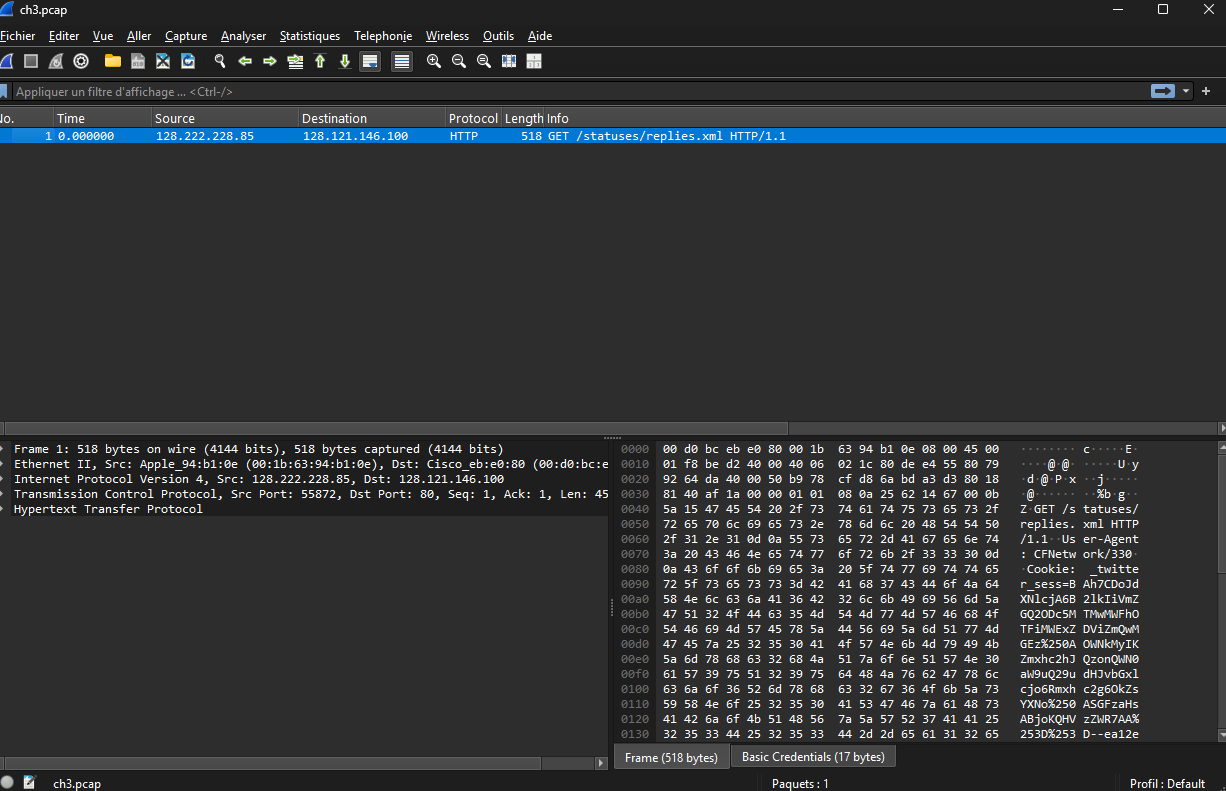 ch3.pcap
Fichier Editer Vue Aller Capture Analyser Statistiques Telephonie Wireless Outils Aide
Appliquer un filtre d'affichage ... <Ctrl-/>
No. Time Source Destination Protocol Length Info
1 0.000000 128.222.228.85 128.121.146.100 HTTP 518 GET /statuses/replies.xml HTTP/1.1
Frame 1: 518 bytes on wire (4144 bits), 518 bytes captured (4144 bits)
Ethernet II, Src: Apple_94:b1:0e (00:1b:63:94:b1:0e), Dst: Cisco_eb:e0:80 (00:d0:bc:e
Internet Protocol Version 4, Src: 128.222.228.85, Dst: 128.121.146.100
Transmission Control Protocol, Src Port: 55872, Dst Port: 80, Seq: 1, Ack: 1, Len: 45
Hypertext Transfer Protocol
0000 00 d0 bc eb e0 80 00 1b 63 94 b1 0e 08 00 45 00 ········ c·····E·
0010 01 f8 be d2 40 00 40 06 02 1c 80 de e4 55 80 79 ····@·@· ·····U·y
0020 92 64 da 40 00 50 b9 78 cf d8 6a bd a3 d3 80 18 ·d·@·P·x ··j·····
0030 81 40 af 1a 00 00 01 01 08 0a 25 62 14 67 00 0b ·@······ ··%b·g··
0040 5a 15 47 45 54 20 2f 73 74 61 74 75 73 65 73 2f Z·GET /s tatuses/
0050 72 65 70 6c 69 65 73 2e 78 6d 6c 20 48 54 54 50 replies. xml HTTP
0060 2f 31 2e 31 0d 0a 55 73 65 72 2d 41 67 65 6e 74 /1.1··Us er-Agent
0070 3a 20 43 46 4e 65 74 77 6f 72 6b 2f 33 33 30 0d : CFNetw ork/330·
0080 0a 43 6f 6f 6b 69 65 3a 20 5f 74 77 69 74 74 65 ·Cookie: _twitte
0090 72 5f 73 65 73 73 3d 42 41 68 37 43 44 6f 4a 64 r_sess=B Ah7CDoJd
00a0 58 4e 6c 63 6a 41 36 42 32 6c 6b 49 69 56 6d 5a XNlcjA6B 2lkIiVmZ
00b0 47 51 32 4f 44 63 35 4d 54 4d 77 4d 57 46 68 4f GQ2ODc5M TMwMWFhO
00c0 54 46 69 4d 57 45 78 5a 44 56 69 5a 6d 51 77 4d TFiMWExZ DViZmQwM
00d0 47 45 7a 25 32 35 30 41 4f 57 4e 6b 4d 79 49 4b GEz%250A OWNkMyIK
00e0 5a 6d 78 68 63 32 68 4a 51 7a 6f 6e 51 57 4e 30 Zmxhc2hJ QzonQWN0
00f0 61 57 39 75 51 32 39 75 64 48 4a 76 62 47 78 6c aW9uQ29u dHJvbGxl
0100 63 6a 6f 36 52 6d 78 68 63 32 67 36 4f 6b 5a 73 cjo6Rmxh c2g6OkZs
0110 59 58 4e 6f 25 32 35 30 41 53 47 46 7a 61 48 73 YXNo%250 ASGFzaHs
0120 41 42 6a 6f 4b 51 48 56 7a 5a 57 52 37 41 41 25 ABjoKQHV zZWR7AA%
0130 32 35 33 44 25 32 35 33 44 2d 2d 65 61 31 32 65 253D%253 D--ea12e
Frame (518 bytes) Basic Credentials (17 bytes)
ch3.pcap Paquets : 1 Profil : Default